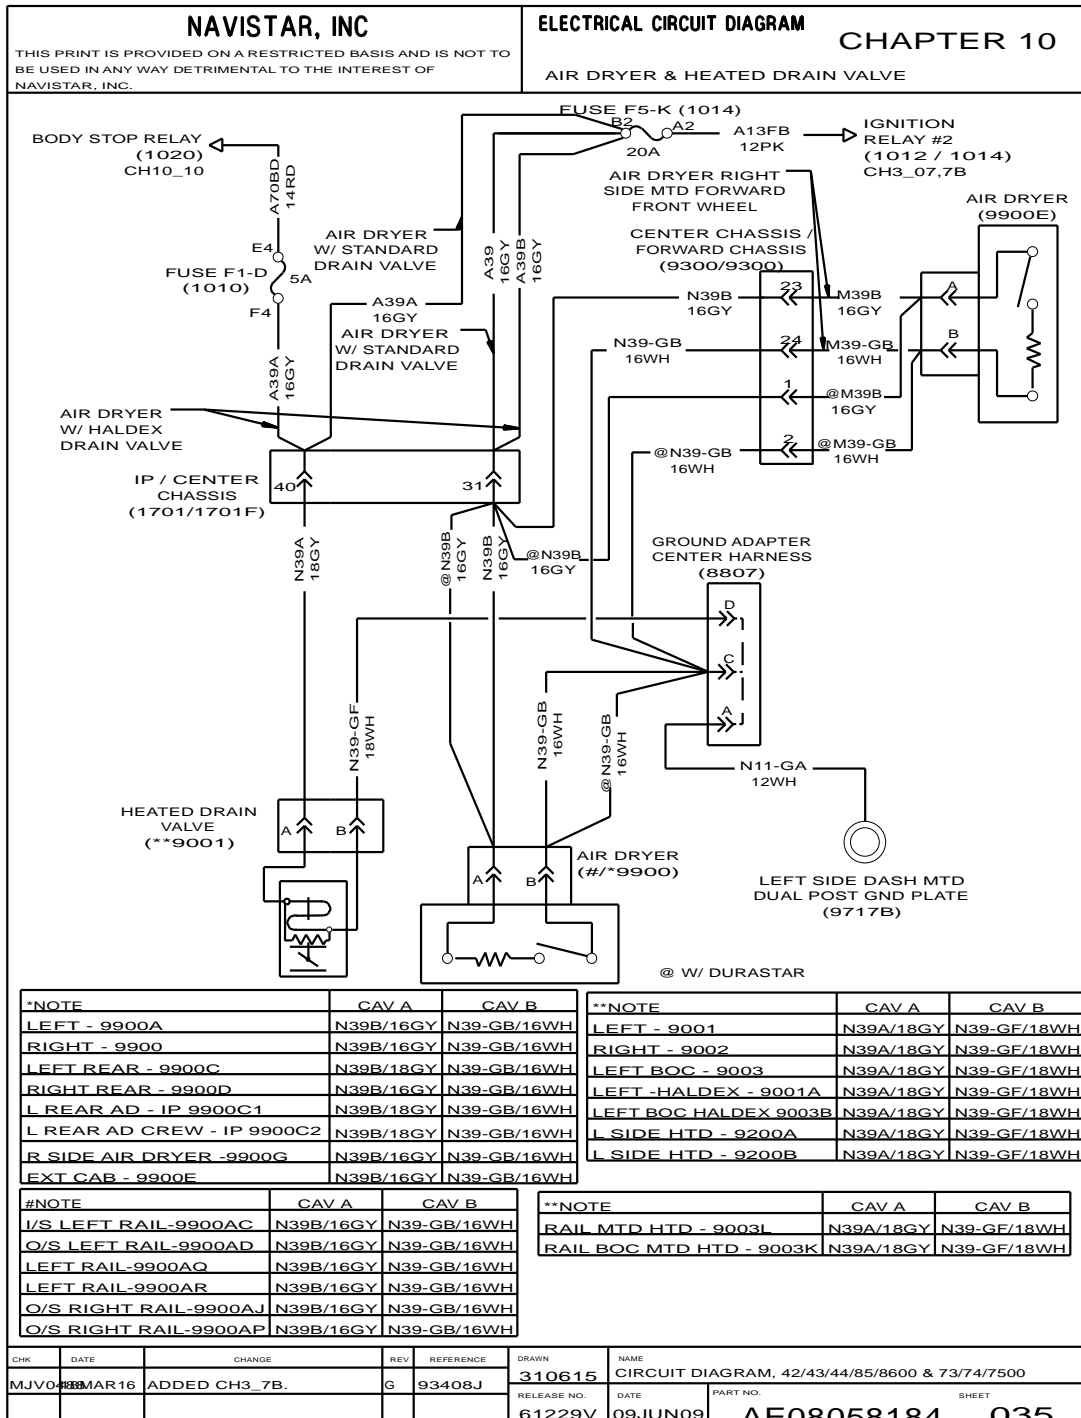 NAVISTAR, INC
THIS PRINT IS PROVIDED ON A RESTRICTED BASIS AND IS NOT TO
BE USED IN ANY WAY DETRIMENTAL TO THE INTEREST OF
NAVISTAR, INC.
ELECTRICAL CIRCUIT DIAGRAM
CHAPTER 10
AIR DRYER & HEATED DRAIN VALVE
FUSE F5-K (1014)
B2
A2
20A
A13FB
12PK
IGNITION
RELAY #2
(1012 / 1014)
CH3_07,7B
BODY STOP RELAY
(1020)
CH10_10
A70BD
14RD
E4
FUSE F1-D
(1010)
5A
F4
A39A
16GY
AIR DRYER
W/ STANDARD
DRAIN VALVE
A39A
16GY
AIR DRYER
W/ STANDARD
DRAIN VALVE
A39
16GY
A39B
16GY
AIR DRYER RIGHT
SIDE MTD FORWARD
FRONT WHEEL
CENTER CHASSIS /
FORWARD CHASSIS
(9300/9300)
AIR DRYER
(9900E)
N39B
16GY
23
M39B
16GY
A
N39-GB
16WH
24
M39-GB
16WH
B
1
@M39B
16GY
@N39-GB
16WH
2
@M39-GB
16WH
AIR DRYER
W/ HALDEX
DRAIN VALVE
IP / CENTER
CHASSIS
(1701/1701F)
40
31
N39A
18GY
@N39B
16GY
N39B
16GY
@N39B
16GY
GROUND ADAPTER
CENTER HARNESS
(8807)
D
C
A
N39-GF
18WH
N39-GB
16WH
@N39-GB
16WH
N11-GA
12WH
HEATED DRAIN
VALVE
(**9001)
A
B
AIR DRYER
(#/*9900)
A
B
LEFT SIDE DASH MTD
DUAL POST GND PLATE
(9717B)
@ W/ DURASTAR
*NOTE CAV A CAV B
LEFT - 9900A N39B/16GY N39-GB/16WH
RIGHT - 9900 N39B/16GY N39-GB/16WH
LEFT REAR - 9900C N39B/18GY N39-GB/16WH
RIGHT REAR - 9900D N39B/16GY N39-GB/16WH
L REAR AD - IP 9900C1 N39B/18GY N39-GB/16WH
L REAR AD CREW - IP 9900C2 N39B/18GY N39-GB/16WH
R SIDE AIR DRYER -9900G N39B/16GY N39-GB/16WH
EXT CAB - 9900E N39B/16GY N39-GB/16WH
**NOTE CAV A CAV B
LEFT - 9001 N39A/18GY N39-GF/18WH
RIGHT - 9002 N39A/18GY N39-GF/18WH
LEFT BOC - 9003 N39A/18GY N39-GF/18WH
LEFT -HALDEX - 9001A N39A/18GY N39-GF/18WH
LEFT BOC HALDEX 9003B N39A/18GY N39-GF/18WH
L SIDE HTD - 9200A N39A/18GY N39-GF/18WH
L SIDE HTD - 9200B N39A/18GY N39-GF/18WH
#NOTE CAV A CAV B
I/S LEFT RAIL-9900AC N39B/16GY N39-GB/16WH
O/S LEFT RAIL-9900AD N39B/16GY N39-GB/16WH
LEFT RAIL-9900AQ N39B/16GY N39-GB/16WH
LEFT RAIL-9900AR N39B/16GY N39-GB/16WH
O/S RIGHT RAIL-9900AJ N39B/16GY N39-GB/16WH
O/S RIGHT RAIL-9900AP N39B/16GY N39-GB/16WH
**NOTE CAV A CAV B
RAIL MTD HTD - 9003L N39A/18GY N39-GF/18WH
RAIL BOC MTD HTD - 9003K N39A/18GY N39-GF/18WH
CHK DATE CHANGE REV REFERENCE
ADDED CH3_7B. G 93408J
DRAWN
310615
NAME
CIRCUIT DIAGRAM, 42/43/44/85/8600 & 73/74/7500
RELEASE NO.
61229V
DATE
09JUN09
PART NO.
AF08058184
SHEET
035